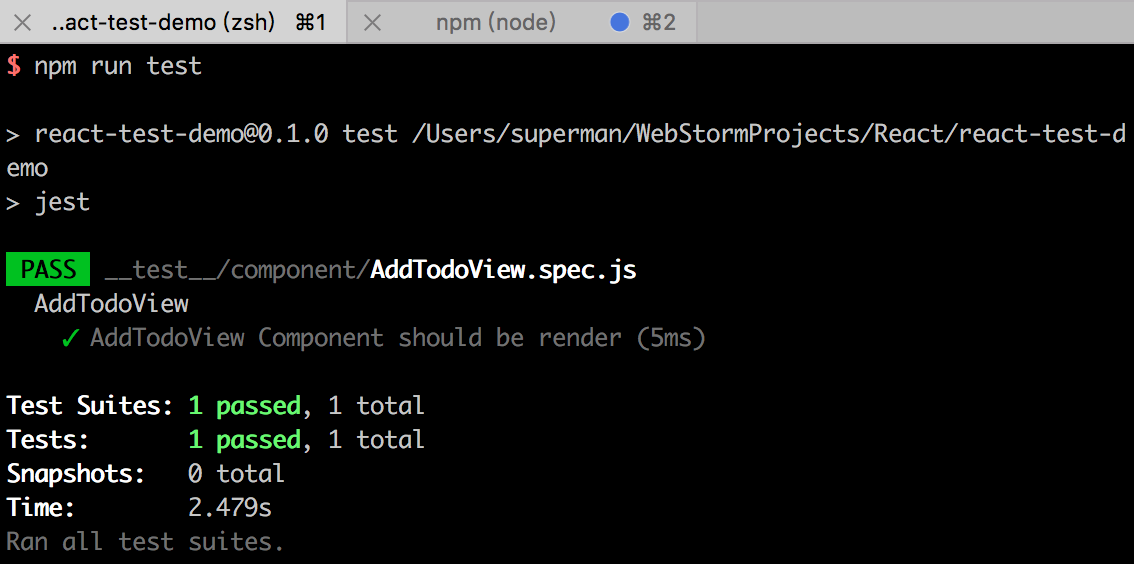 ..act-test-demo (zsh) ⌘1 npm (node) ⌘2
$ npm run test
> react-test-demo@0.1.0 test /Users/superman/WebStormProjects/React/react-test-d
emo
> jest
PASS __test__/component/AddTodoView.spec.js
AddTodoView
✓ AddTodoView Component should be render (5ms)
Test Suites: 1 passed, 1 total
Tests: 1 passed, 1 total
Snapshots: 0 total
Time: 2.479s
Ran all test suites.